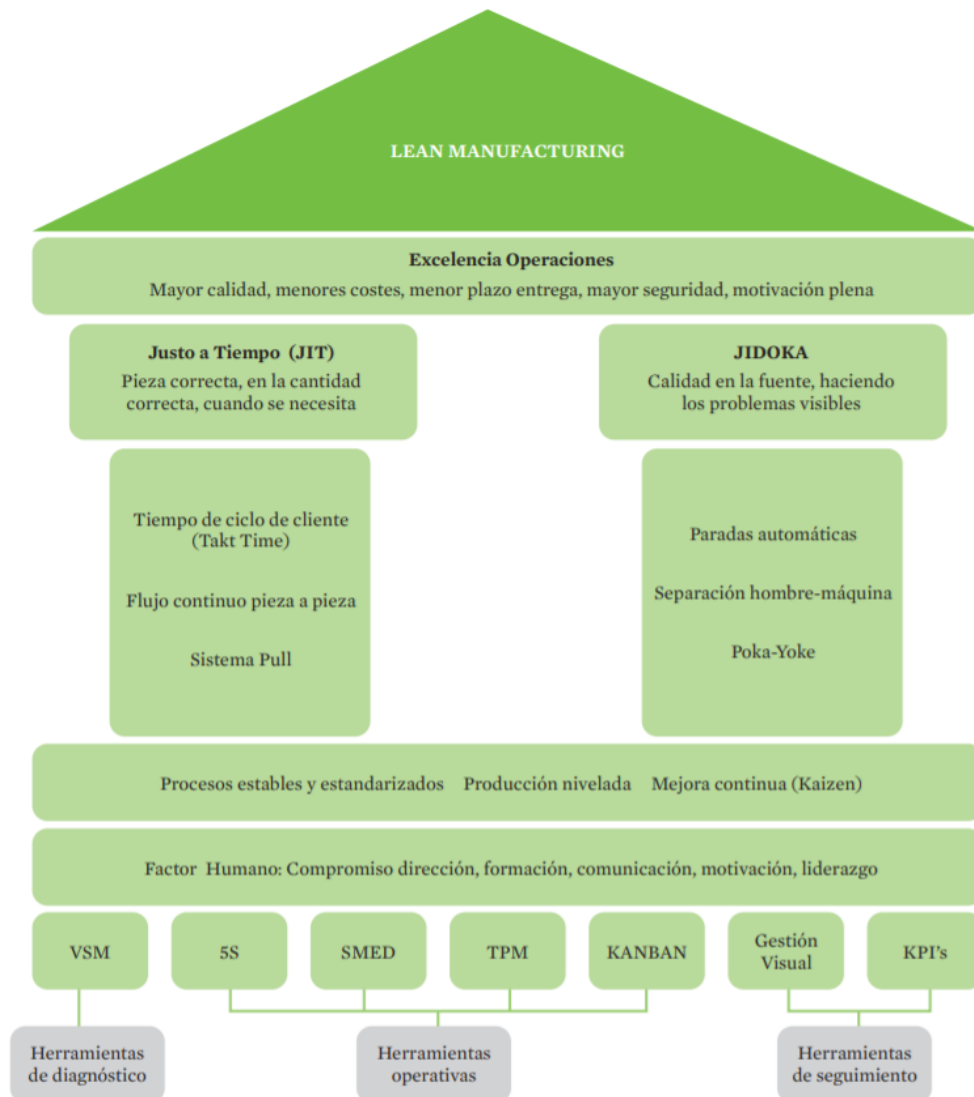 LEAN MANUFACTURING
Excelencia Operaciones
Mayor calidad, menores costes, menor plazo entrega, mayor seguridad, motivación plena
Justo a Tiempo (JIT)
Pieza correcta, en la cantidad
correcta, cuando se necesita
JIDOKA
Calidad en la fuente, haciendo
los problemas visibles
Tiempo de ciclo de cliente
(Takt Time)
Flujo continuo pieza a pieza
Sistema Pull
Paradas automáticas
Separación hombre-máquina
Poka-Yoke
Procesos estables y estandarizados Producción nivelada Mejora continua (Kaizen)
Factor Humano: Compromiso dirección, formación, comunicación, motivación, liderazgo
VSM
5S
SMED
TPM
KANBAN
Gestión
Visual
KPI's
Herramientas
de diagnóstico
Herramientas
operativas
Herramientas
de seguimiento